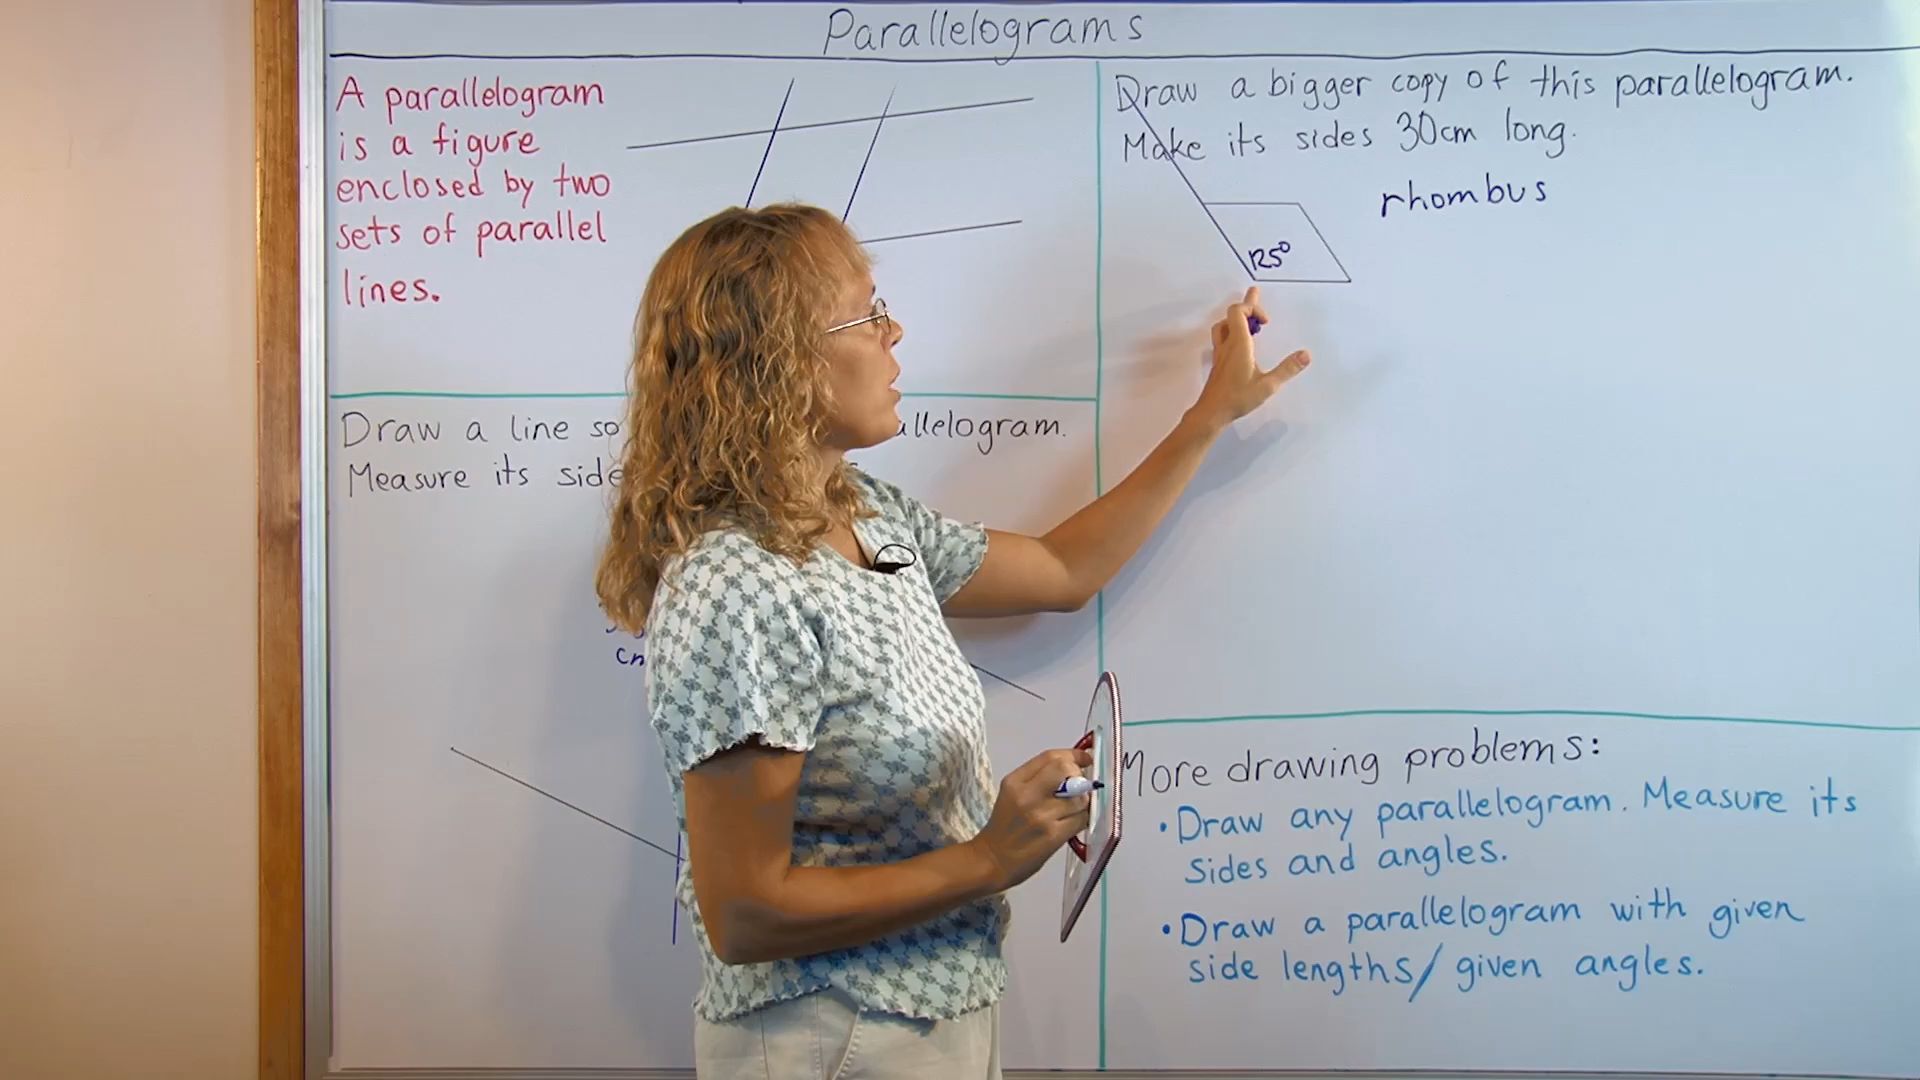 Parallelograms
A parallelogram
is a figure
enclosed by two
sets of parallel
lines.
Draw a bigger copy of this parallelogram.
Make its sides 30cm long.
rhombus
125°
Draw a line so
Measure its side
More drawing problems:
• Draw any parallelogram. Measure its
sides and angles.
• Draw a parallelogram with given
side lengths/given angles.